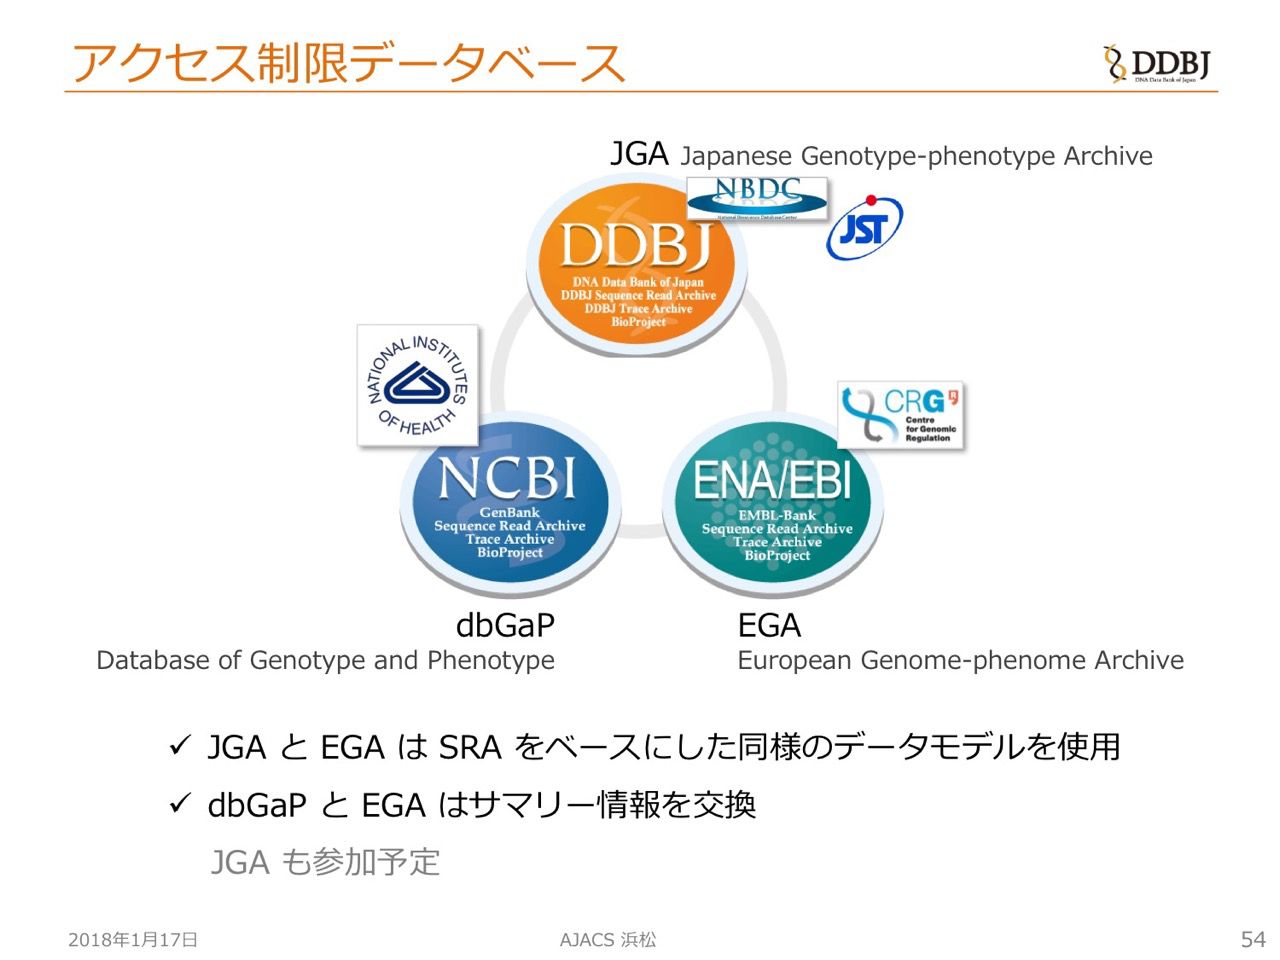 アクセス制限データベース
DDBJ
DNA Data Bank of Japan
JGA Japanese Genotype-phenotype Archive
NBDC
National Bioscience Database Center
JST
DDBJ
DNA Data Bank of Japan
DDBJ Sequence Read Archive
DDBJ Trace Archive
BioProject
NATIONAL INSTITUTES
OF HEALTH
CRG
Centre
for Genomic
Regulation
NCBI
GenBank
Sequence Read Archive
Trace Archive
BioProject
ENA/EBI
EMBL-Bank
Sequence Read Archive
Trace Archive
BioProject
dbGaP
Database of Genotype and Phenotype
EGA
European Genome-phenome Archive
✓ JGA と EGA は SRA をベースにした同様のデータモデルを使用
✓ dbGaP と EGA はサマリー情報を交換
JGA も参加予定
2018年1月17日
AJACS 浜松
54